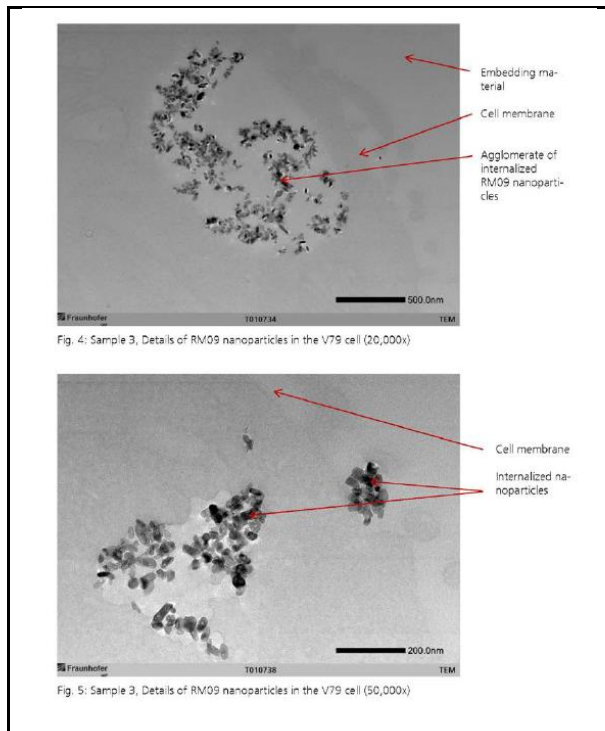 Embedding ma-
terial
Cell membrane
Agglomerate of
internalized
RM09 nanoparti-
cles
500.0nm
Fraunhofer
T010734
TEM
Fig. 4: Sample 3, Details of RM09 nanoparticles in the V79 cell (20,000x)
Cell membrane
Internalized na-
noparticles
200.0nm
Fraunhofer
T010738
TEM
Fig. 5: Sample 3, Details of RM09 nanoparticles in the V79 cell (50,000x)